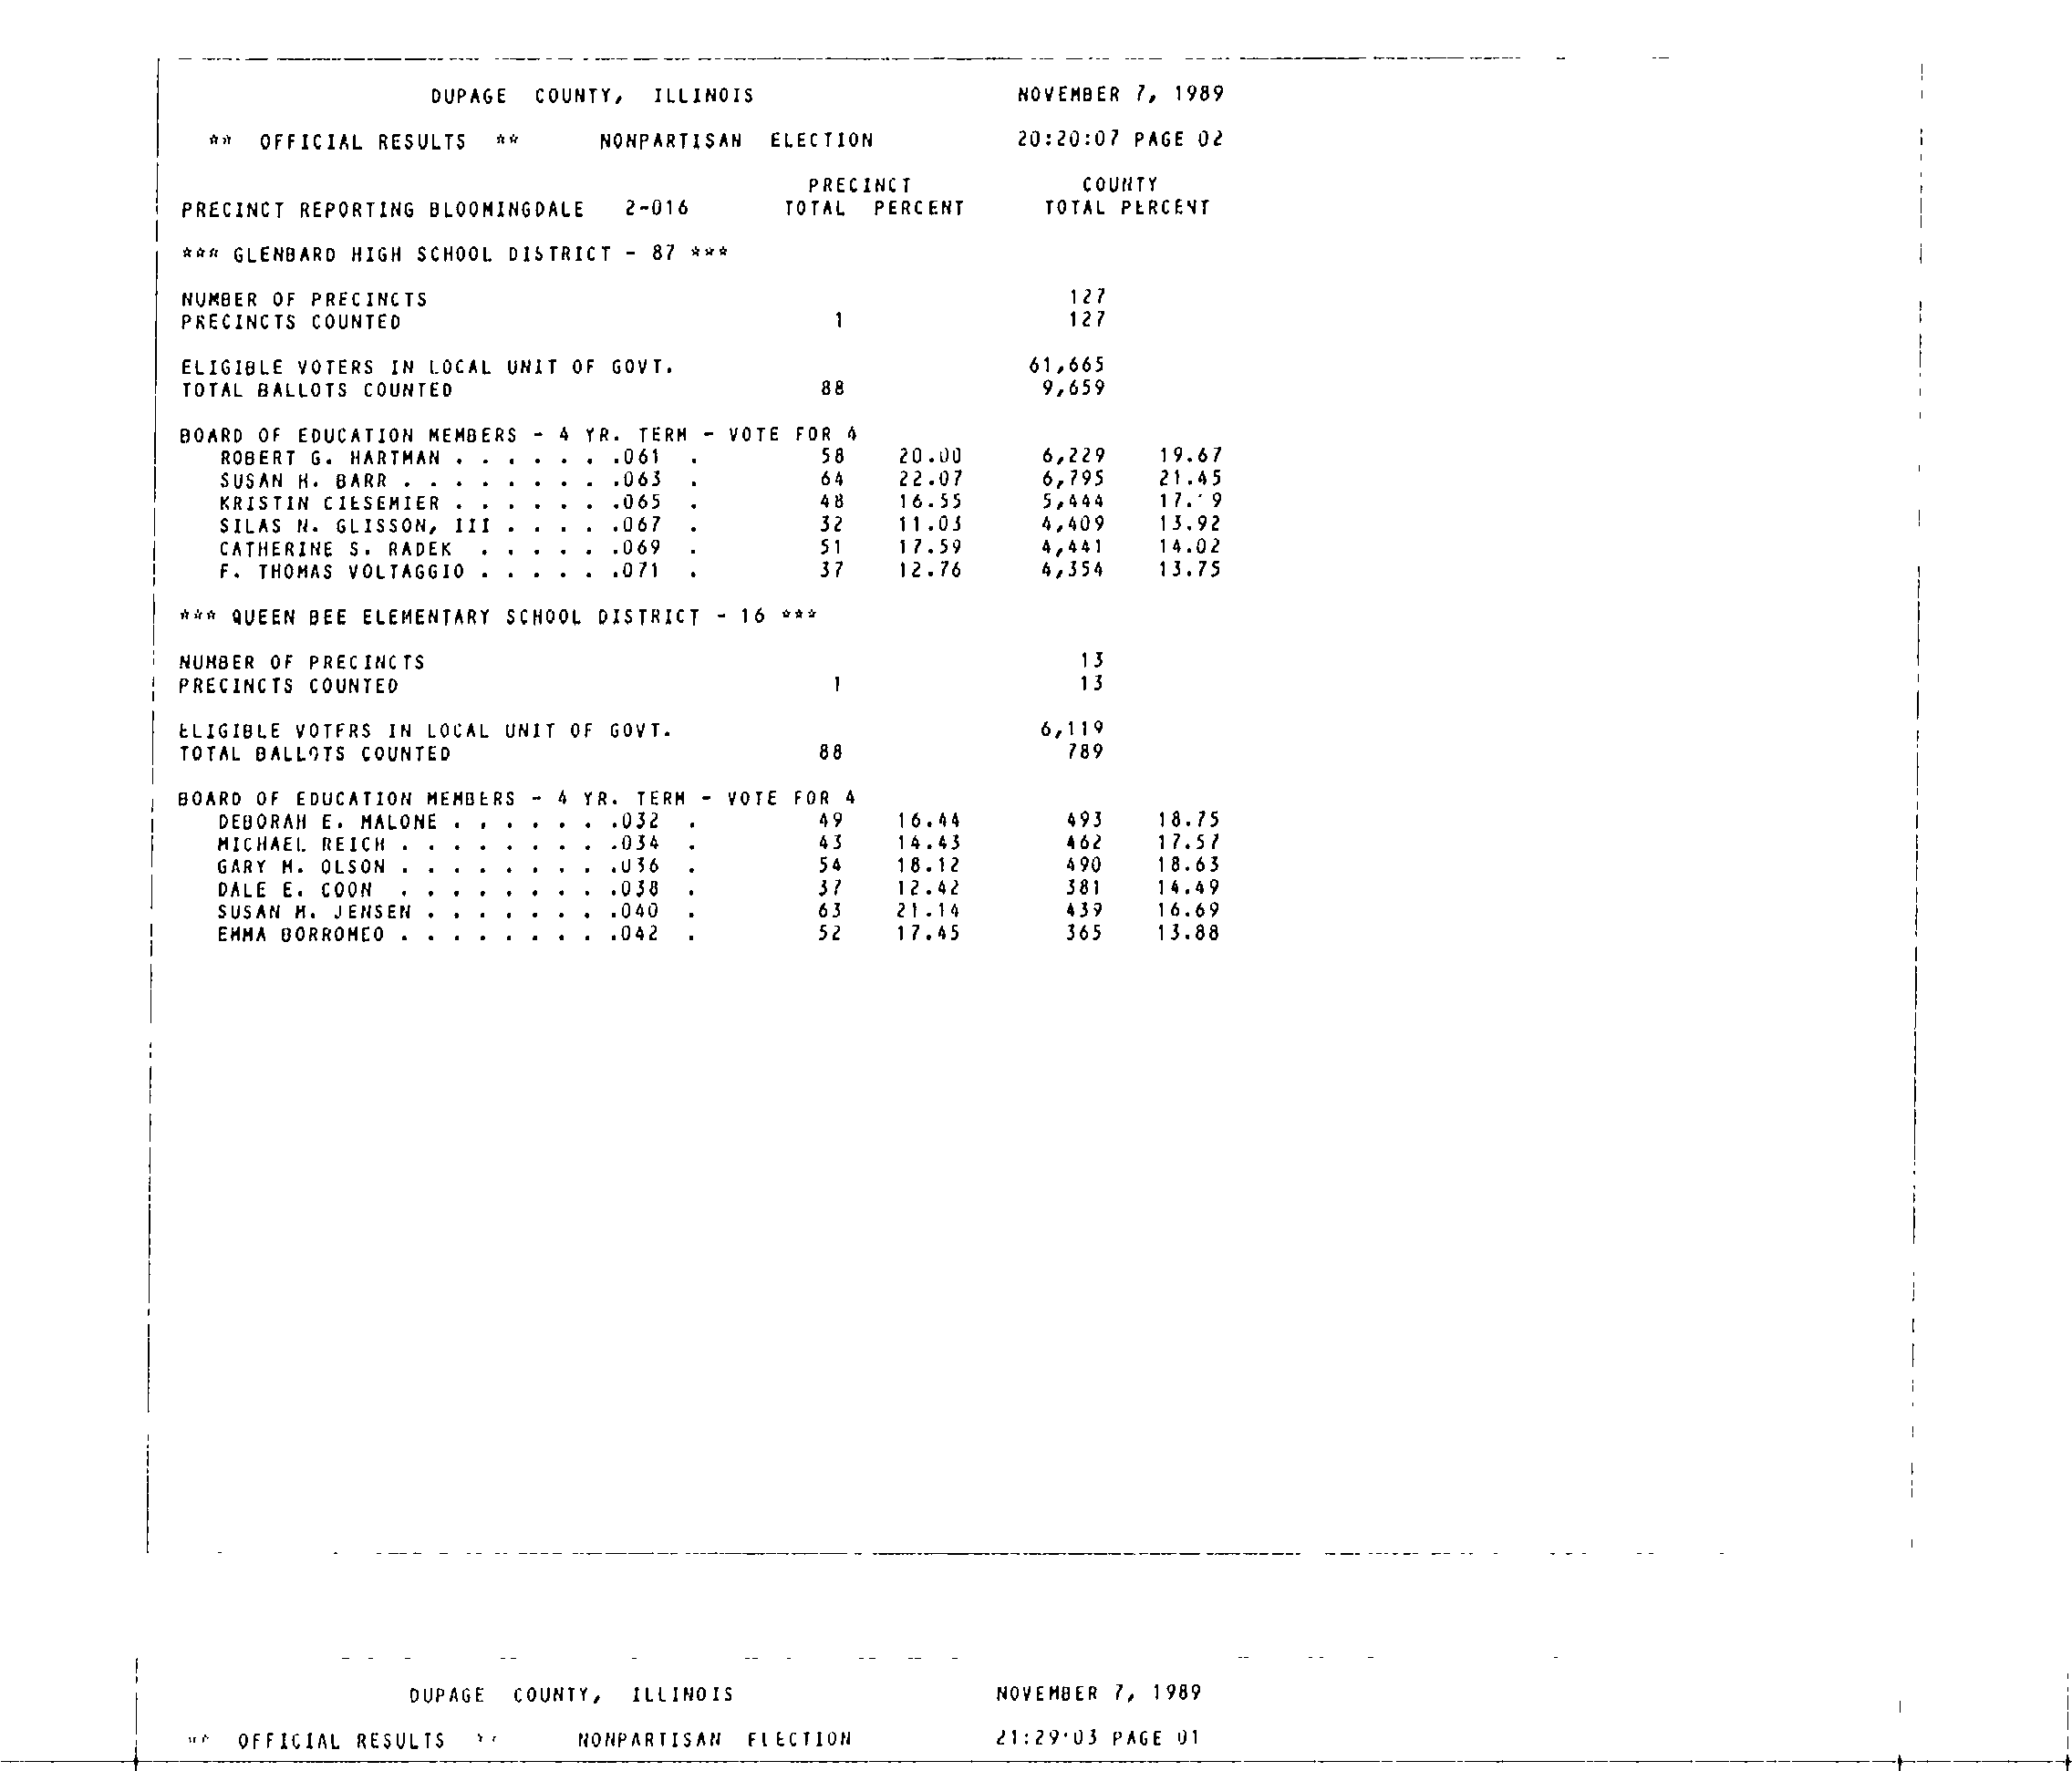 DUPAGE COUNTY, ILLINOIS NOVEMBER 7, 1989
** OFFICIAL RESULTS ** NONPARTISAN ELECTION 20:20:07 PAGE 02
PRECINCT COUNTY
PRECINCT REPORTING BLOOMINGDALE 2-016 TOTAL PERCENT TOTAL PERCENT
*** GLENBARD HIGH SCHOOL DISTRICT - 87 ***
NUMBER OF PRECINCTS 127
PRECINCTS COUNTED 1 127
ELIGIBLE VOTERS IN LOCAL UNIT OF GOVT. 61,665
TOTAL BALLOTS COUNTED 88 9,659
BOARD OF EDUCATION MEMBERS - 4 YR. TERM - VOTE FOR 4
ROBERT G. HARTMAN . . . . . . .061 . 58 20.00 6,229 19.67
SUSAN H. BARR . . . . . . . . .063 . 64 22.07 6,795 21.45
KRISTIN CIESEMIER . . . . . . .065 . 48 16.55 5,444
SILAS N. GLISSON, III . . . . .067 . 32 11.03 4,409 13.92
CATHERINE S. RADEK . . . . . .069 . 51 17.59 4,441 14.02
F. THOMAS VOLTAGGIO . . . . . .071 . 37 12.76 4,354 13.75
*** QUEEN BEE ELEMENTARY SCHOOL DISTRICT - 16 ***
NUMBER OF PRECINCTS 13
PRECINCTS COUNTED 1 13
ELIGIBLE VOTERS IN LOCAL UNIT OF GOVT. 6,119
TOTAL BALLOTS COUNTED 88 789
BOARD OF EDUCATION MEMBERS - 4 YR. TERM - VOTE FOR 4
DEBORAH E. MALONE . . . . . . .032 . 49 16.44 493 18.75
MICHAEL REICH . . . . . . . . .034 . 43 14.43 462 17.57
GARY M. OLSON . . . . . . . . .036 . 54 18.12 490 18.63
DALE E. COON . . . . . . . . .038 . 37 12.42 381 14.49
SUSAN M. JENSEN . . . . . . . .040 . 63 21.14 439 16.69
EMMA BORROMEO . . . . . . . . .042 . 52 17.45 365 13.88
DUPAGE COUNTY, ILLINOIS NOVEMBER 7, 1989
** OFFICIAL RESULTS ** NONPARTISAN ELECTION 21:29:03 PAGE 01